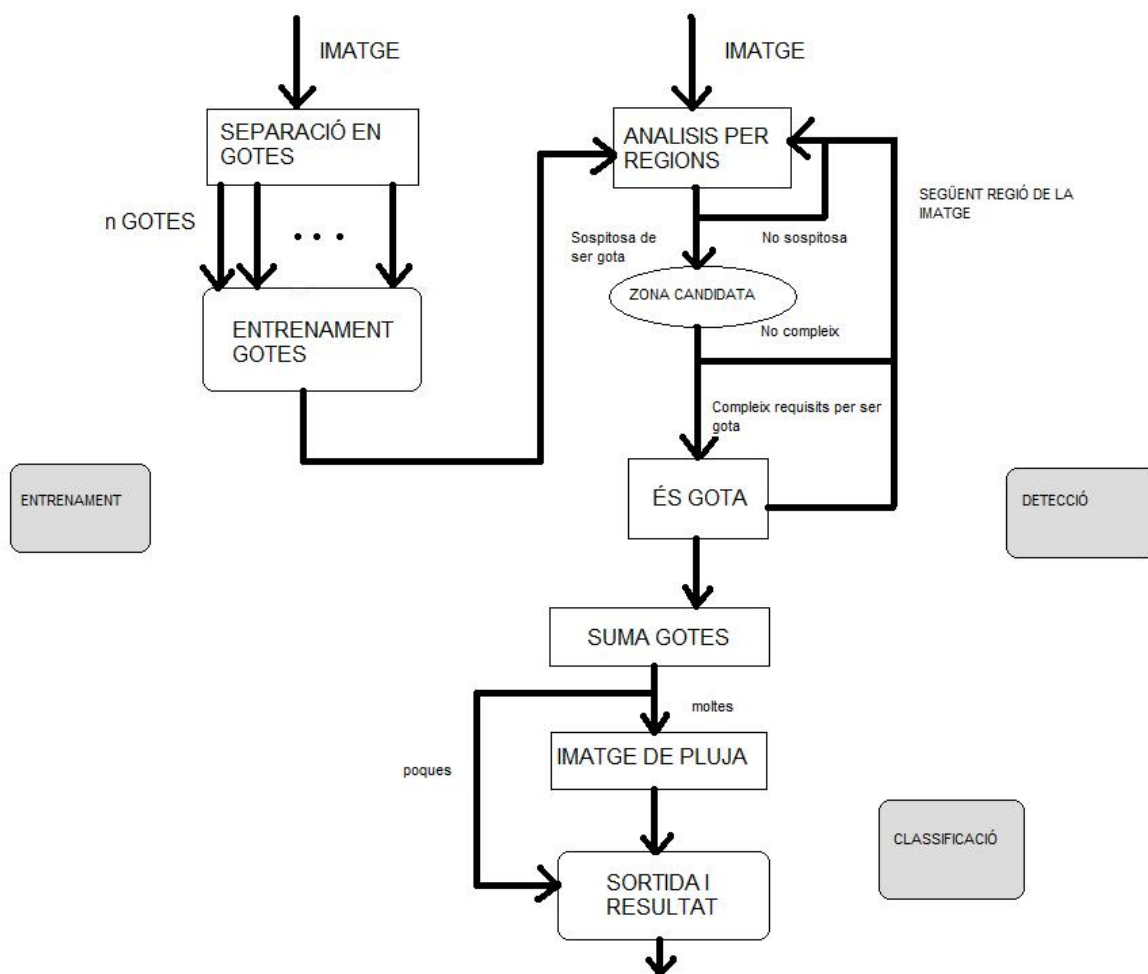 IMATGE
IMATGE
SEPARACIÓ EN
GOTES
ANALISIS PER
REGIONS
n GOTES
SEGÜENT REGIÓ DE LA
IMATGE
Sospitosa de
ser gota
No sospitosa
ZONA CANDIDATA
ENTRENAMENT
GOTES
No compleix
Compleix requisits per ser
gota
ENTRENAMENT
ÉS GOTA
DETECCIÓ
SUMA GOTES
moltes
IMATGE DE PLUJA
poques
CLASSIFICACIÓ
SORTIDA I
RESULTAT